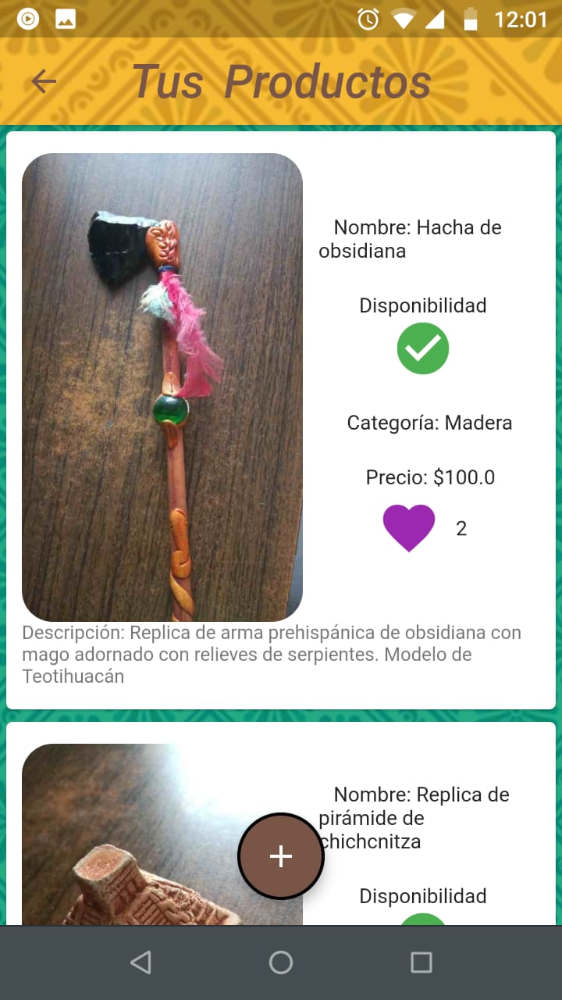 12:01
Tus Productos
Nombre: Hacha de
obsidiana
Disponibilidad
Categoría: Madera
Precio: $100.0
2
Descripción: Replica de arma prehispánica de obsidiana con
mago adornado con relieves de serpientes. Modelo de
Teotihuacán
Nombre: Replica de
pirámide de
chichcnitza
Disponibilidad